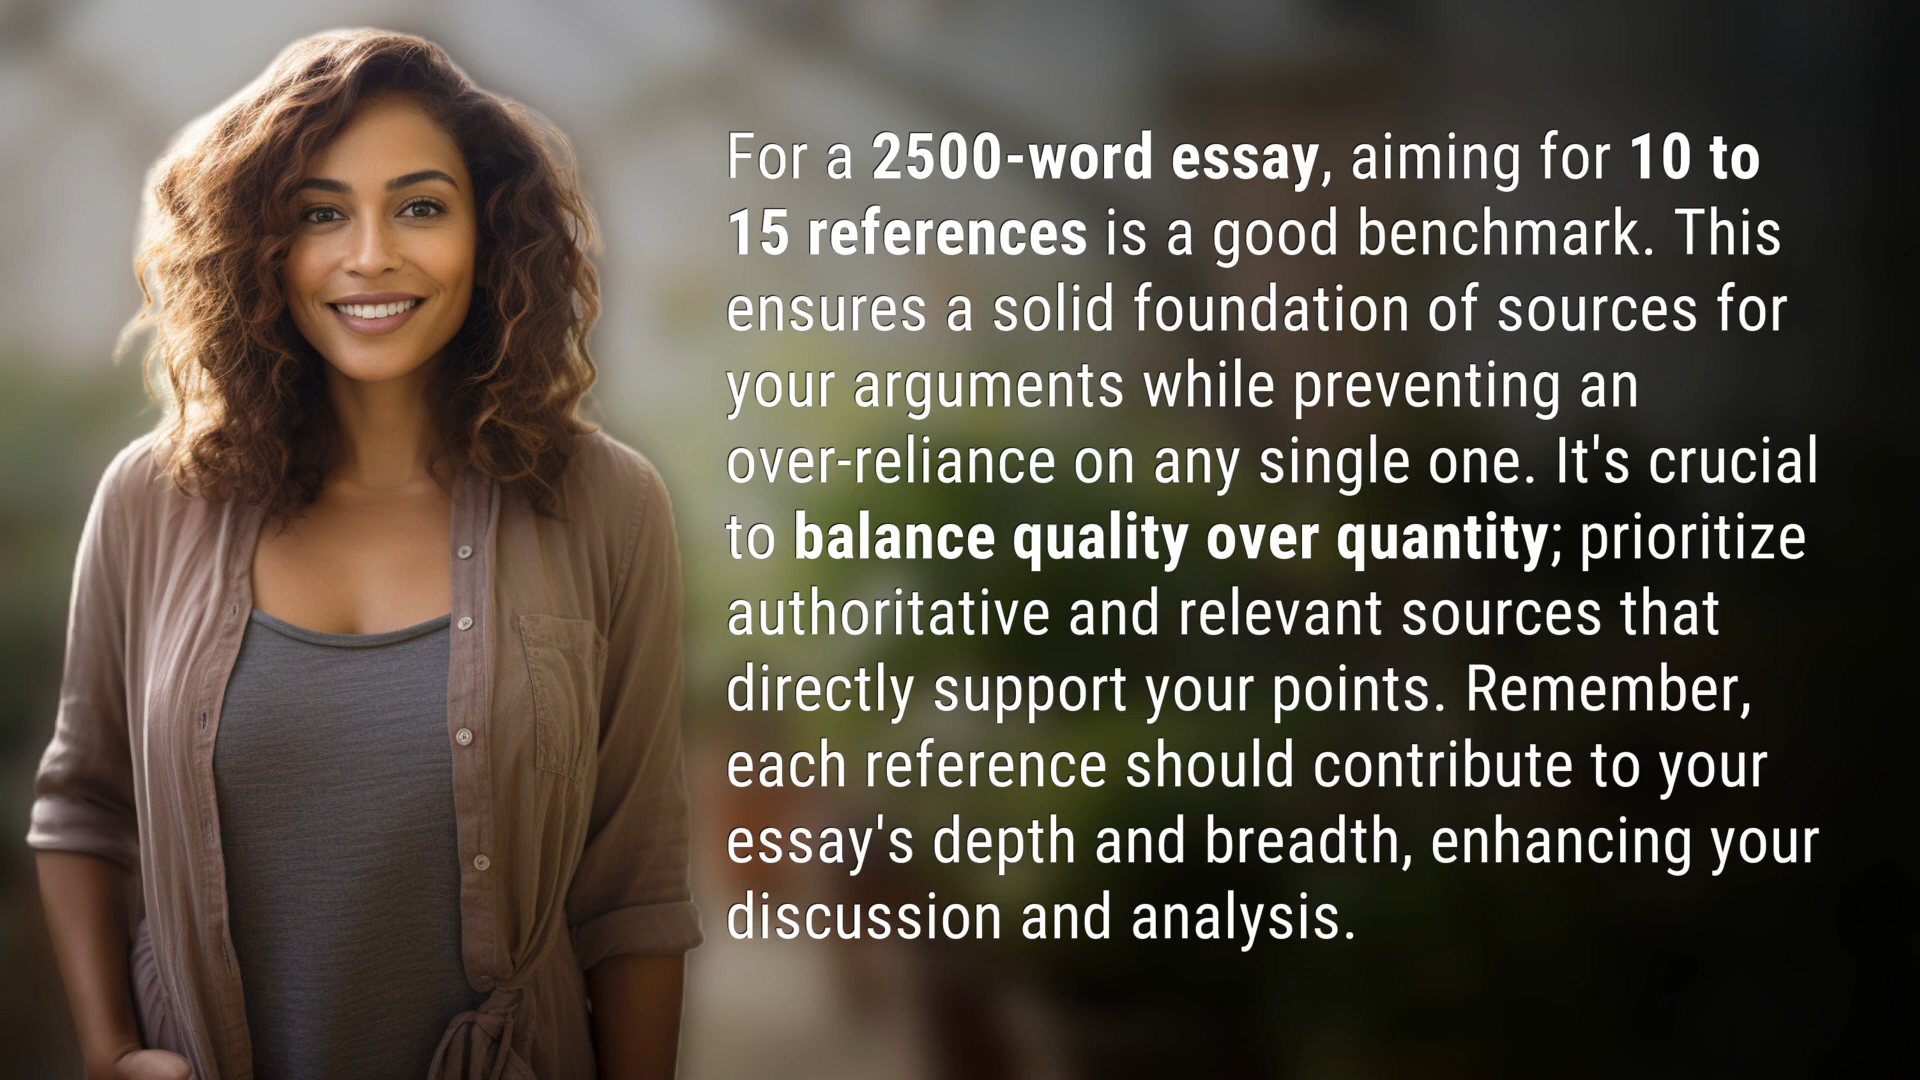 For a 2500-word essay, aiming for 10 to
15 references is a good benchmark. This
ensures a solid foundation of sources for
your arguments while preventing an
over-reliance on any single one. It's crucial
to balance quality over quantity; prioritize
authoritative and relevant sources that
directly support your points. Remember,
each reference should contribute to your
essay's depth and breadth, enhancing your
discussion and analysis.